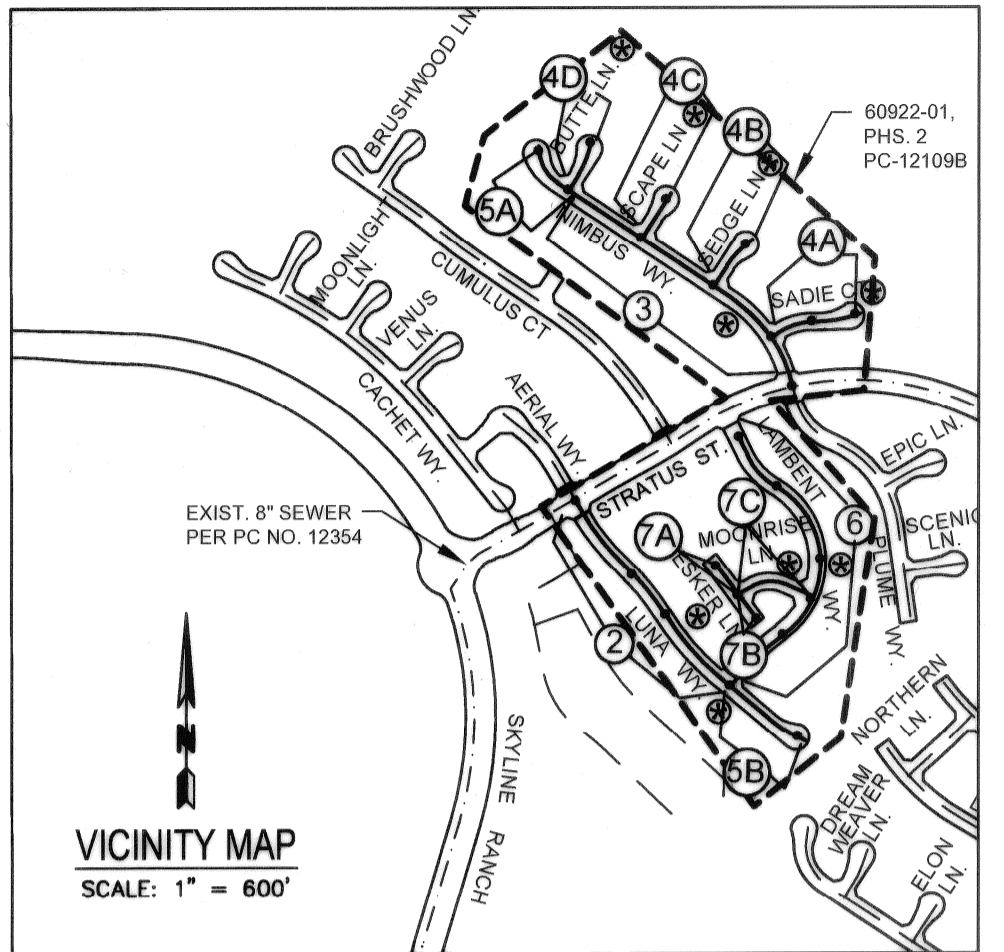 BRUSHWOOD LN.
4D
BUTTE LN.
*
4C
SCAPE LN
*
4B
SEDGE LN.
*
60922-01,
PHS. 2
PC-12109B
4A
SADIE CT
*
5A
NIMBUS WY.
3
*
MOONLIGHT
LN.
VENUS
LN.
CUMULUS CT
CACHET WY.
AERIAL WY.
STRATUS ST.
LAMBENT
WY.
EPIC LN.
SCENIC
LN.
PLUME WY.
EXIST. 8" SEWER
PER PC NO. 12354
7C
7A
MOONRISE
LN.
*
*
6
ESKER LN.
*
7B
2
LUNA WY.
*
5B
NORTHERN
LN.
DREAM
WEAVER
LN.
ELON
LN.
SKYLINE RANCH
N
VICINITY MAP
SCALE: 1" = 600'